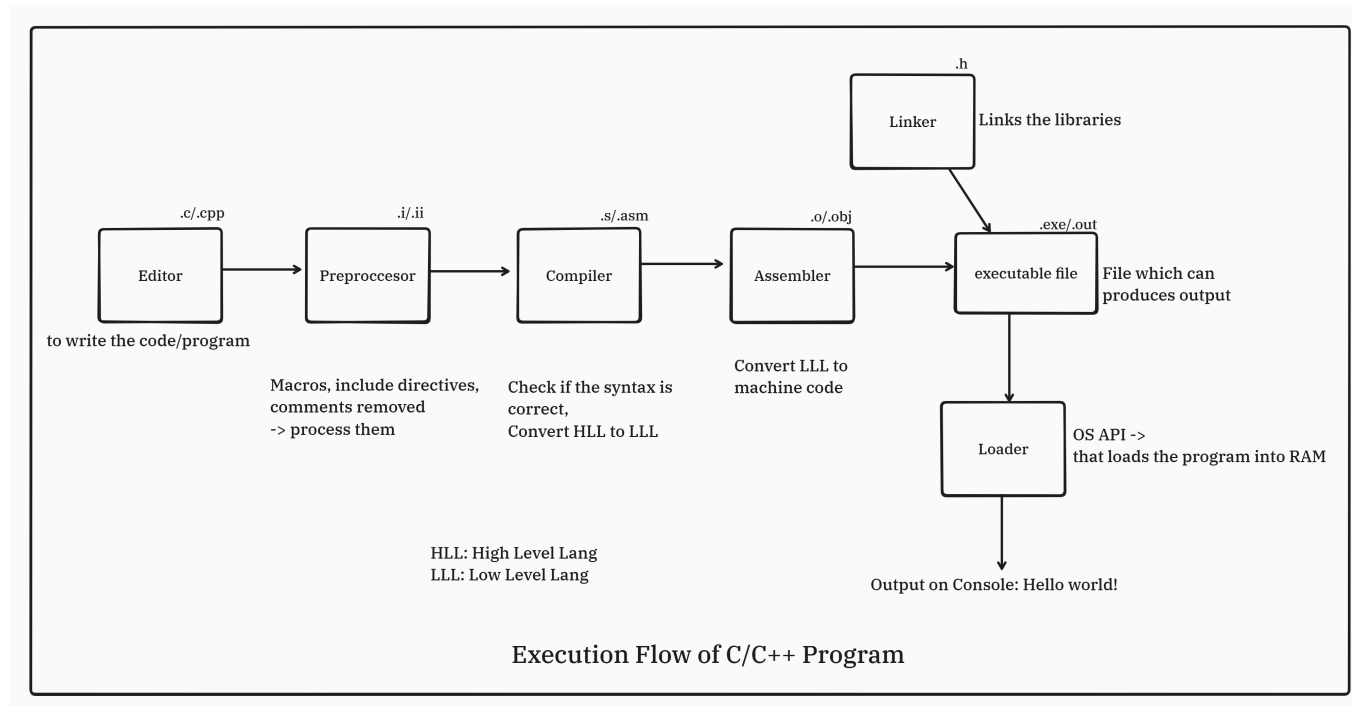 .h
Linker
Links the libraries
.c/.cpp
.i/.ii
.s/.asm
.o/.obj
.exe/.out
Editor
Preproccesor
Compiler
Assembler
executable file
File which can
produces output
to write the code/program
Macros, include directives,
comments removed
-> process them
Check if the syntax is
correct,
Convert HLL to LLL
Convert LLL to
machine code
Loader
OS API ->
that loads the program into RAM
HLL: High Level Lang
LLL: Low Level Lang
Output on Console: Hello world!
Execution Flow of C/C++ Program